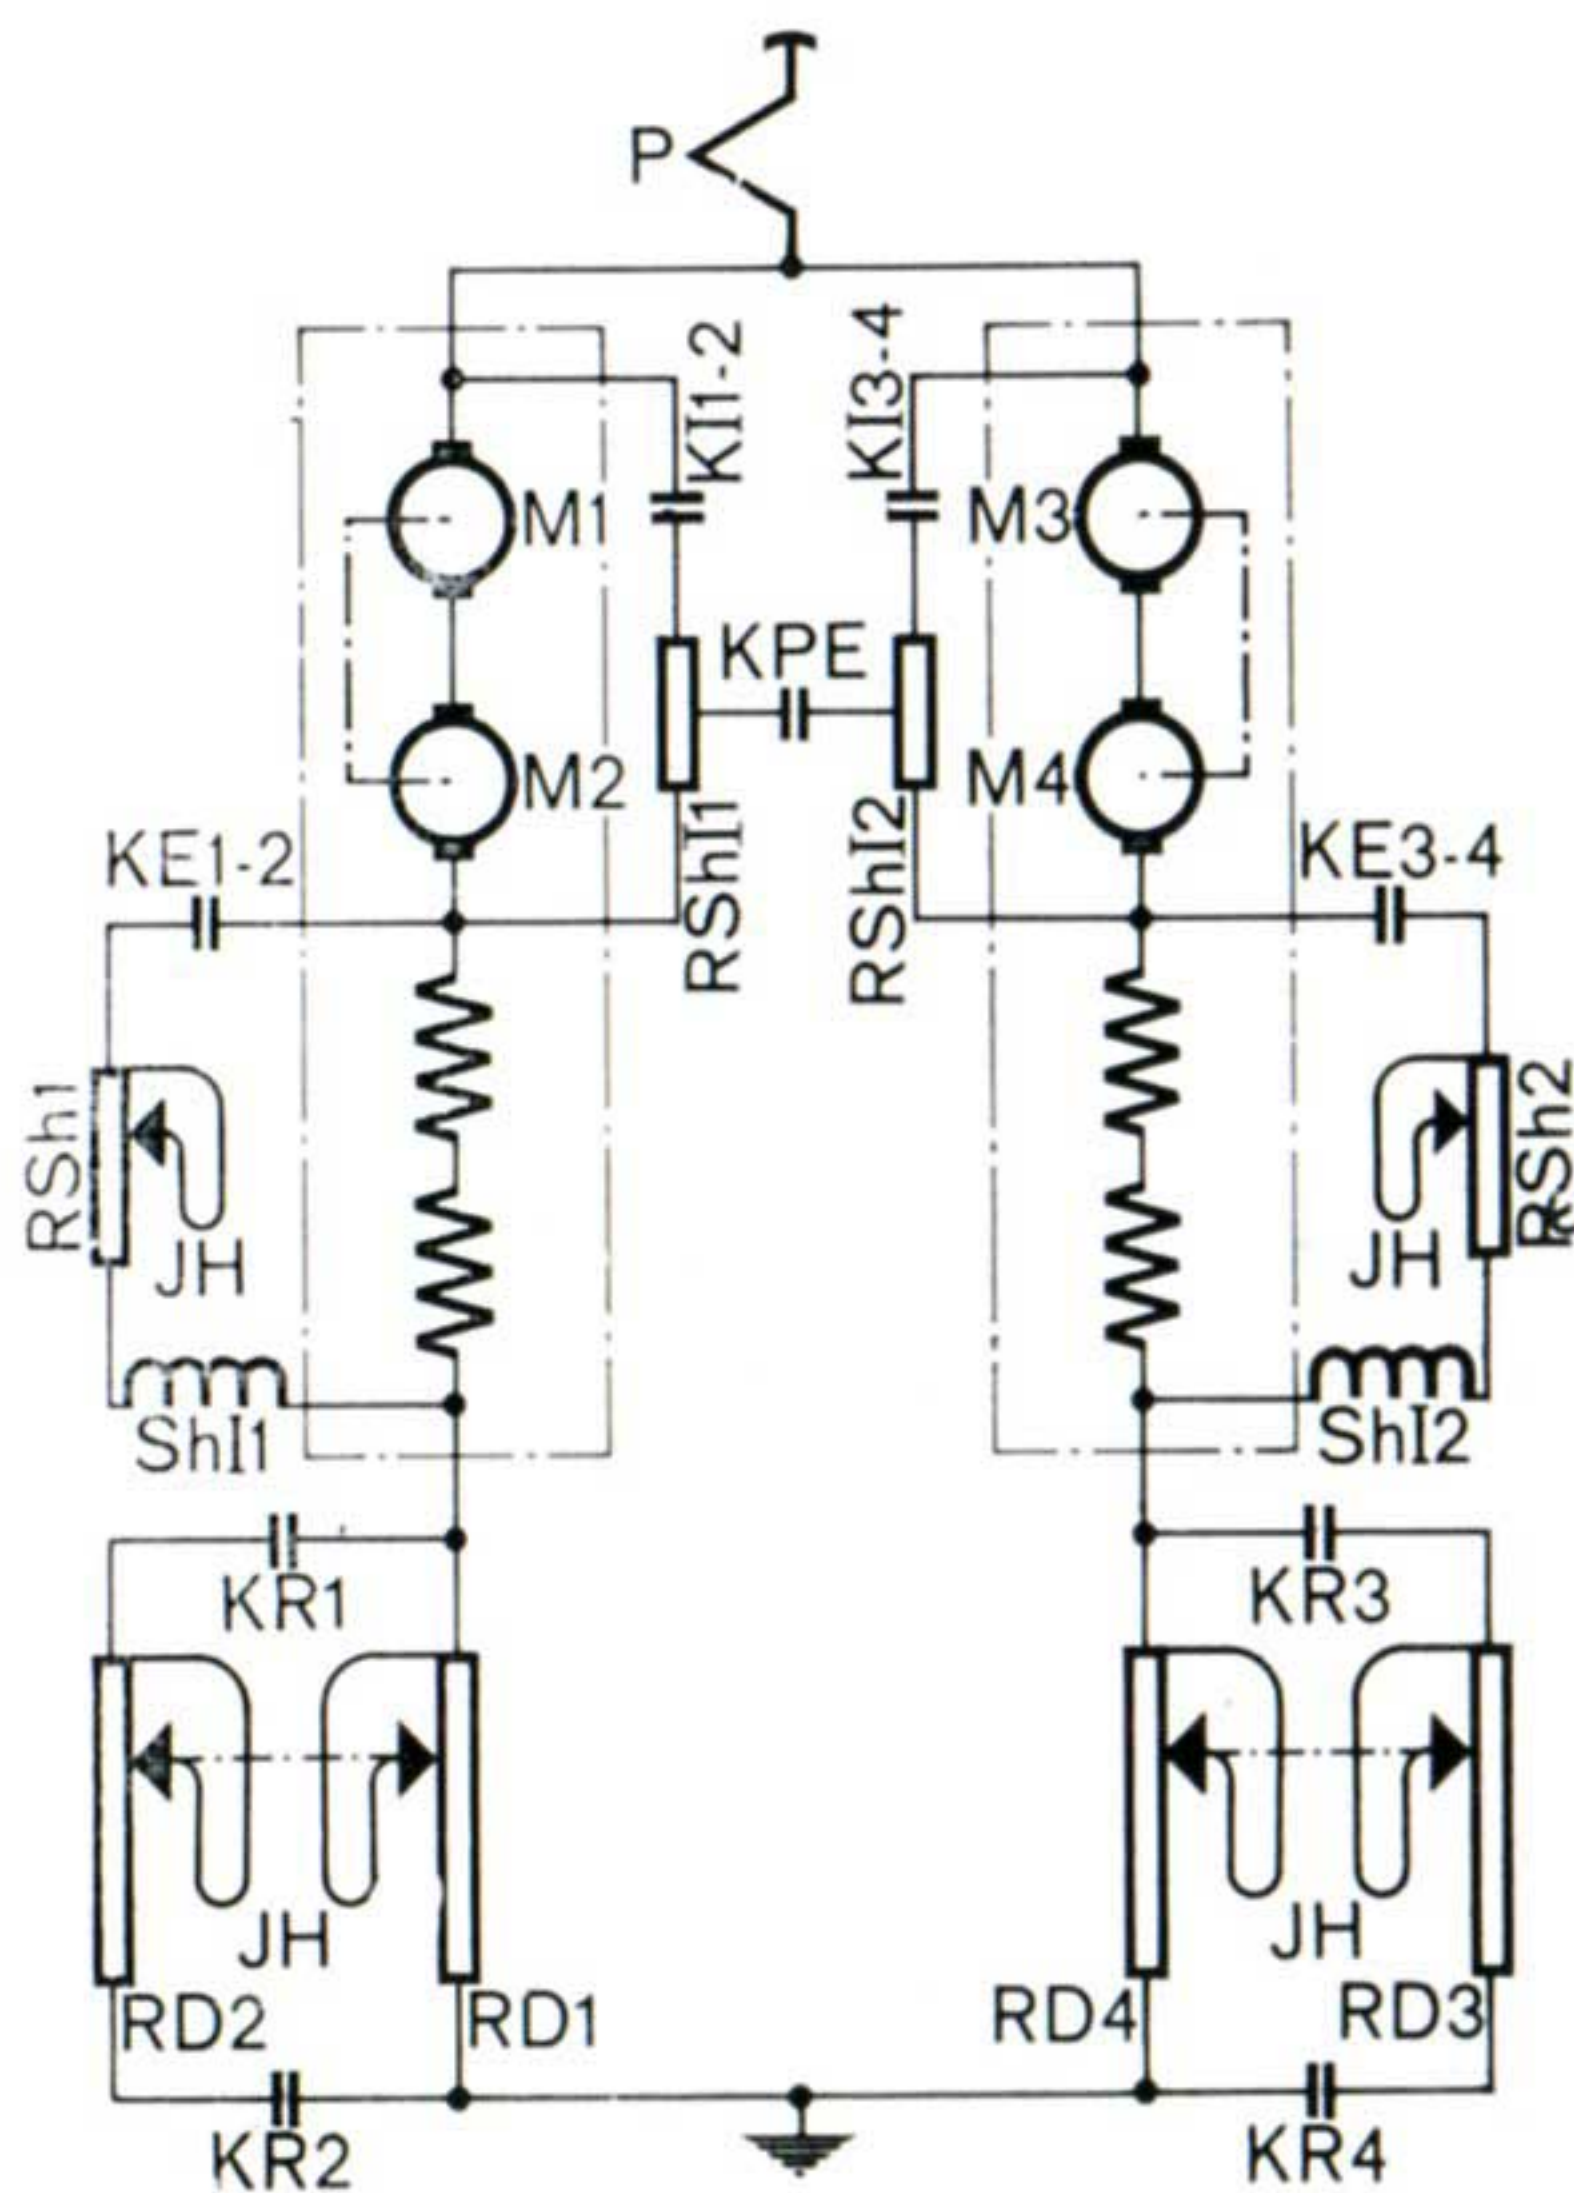 P
KI1-2
KI3-4
M1
M3
KPE
M2
M4
RShI1
RShI2
KE1-2
KE3-4
RSh1
RSh2
JH
JH
ShI1
ShI2
KR1
KR3
JH
JH
RD2
RD1
RD4
RD3
KR2
KR4